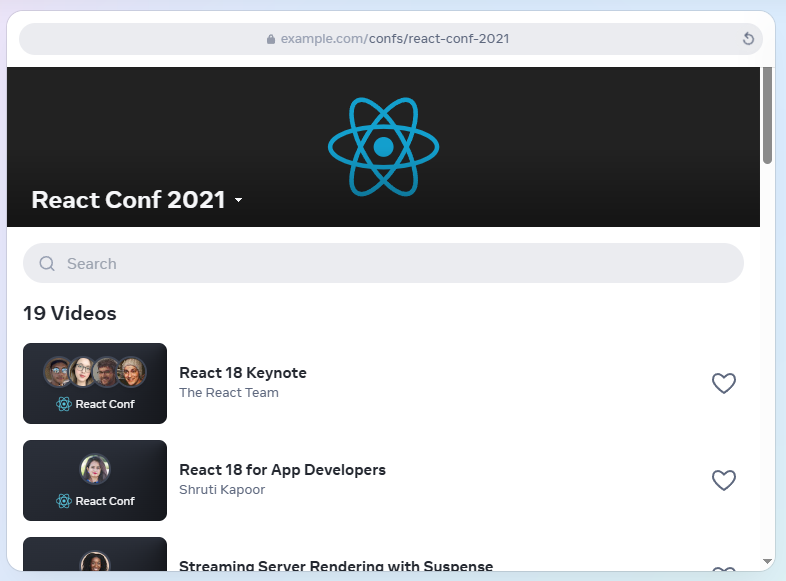 example.com/confs/react-conf-2021
React Conf 2021
Search
19 Videos
React Conf
React 18 Keynote
The React Team
React Conf
React 18 for App Developers
Shruti Kapoor
Streaming Server Rendering with Suspense